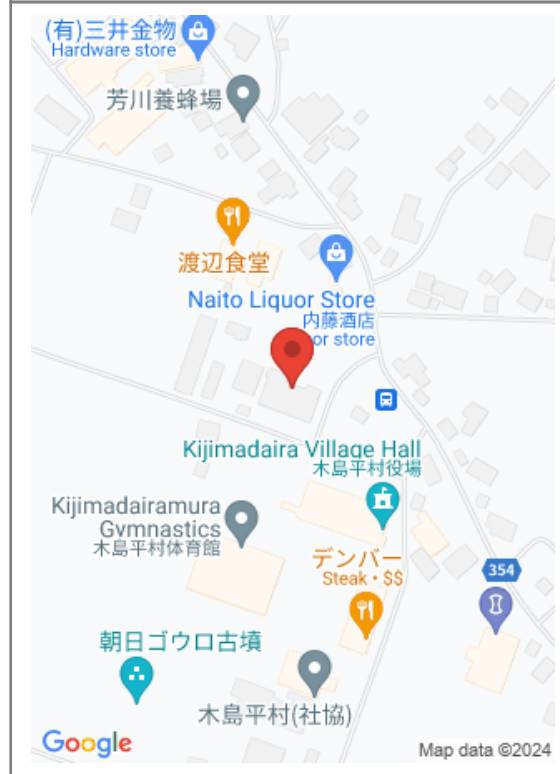 (有)三井金物
Hardware store
芳川養蜂場
渡辺食堂
Naito Liquor Store
内藤酒店
or store
Kijimadaira Village Hall
木島平村役場
Kijimadairamura
Gymnastics
木島平村体育館
デンバー
Steak・$$
354
朝日ゴウロ古墳
木島平村(社協)
Google
Map data ©2024